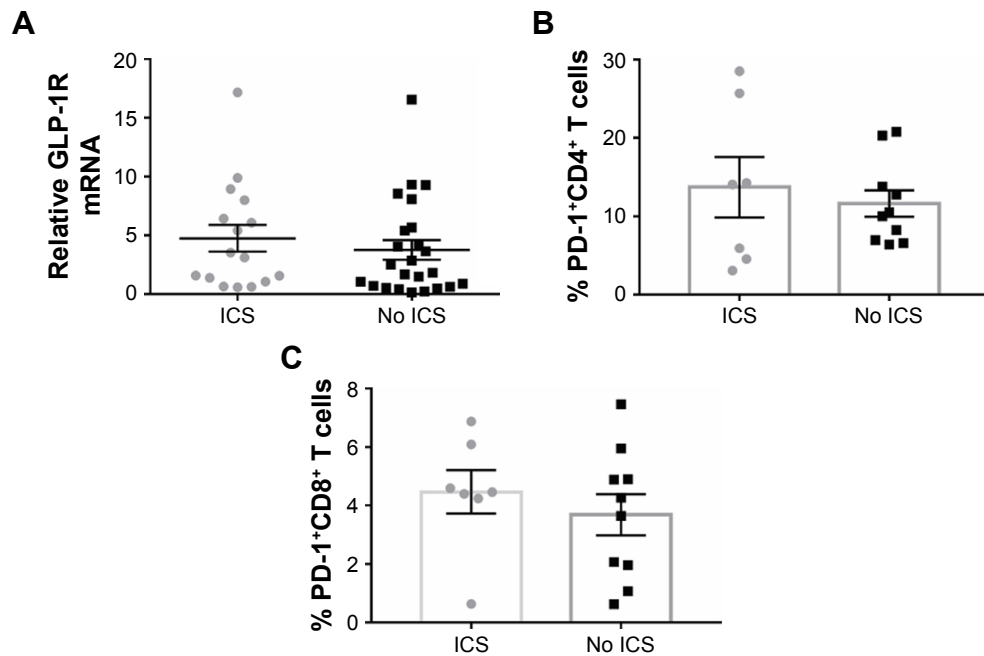 A
Relative GLP-1R
mRNA
20
15
10
5
0
ICS
No ICS
B
% PD-1⁺CD4⁺ T cells
30
20
10
0
ICS
No ICS
C
% PD-1⁺CD8⁺ T cells
8
6
4
2
0
ICS
No ICS